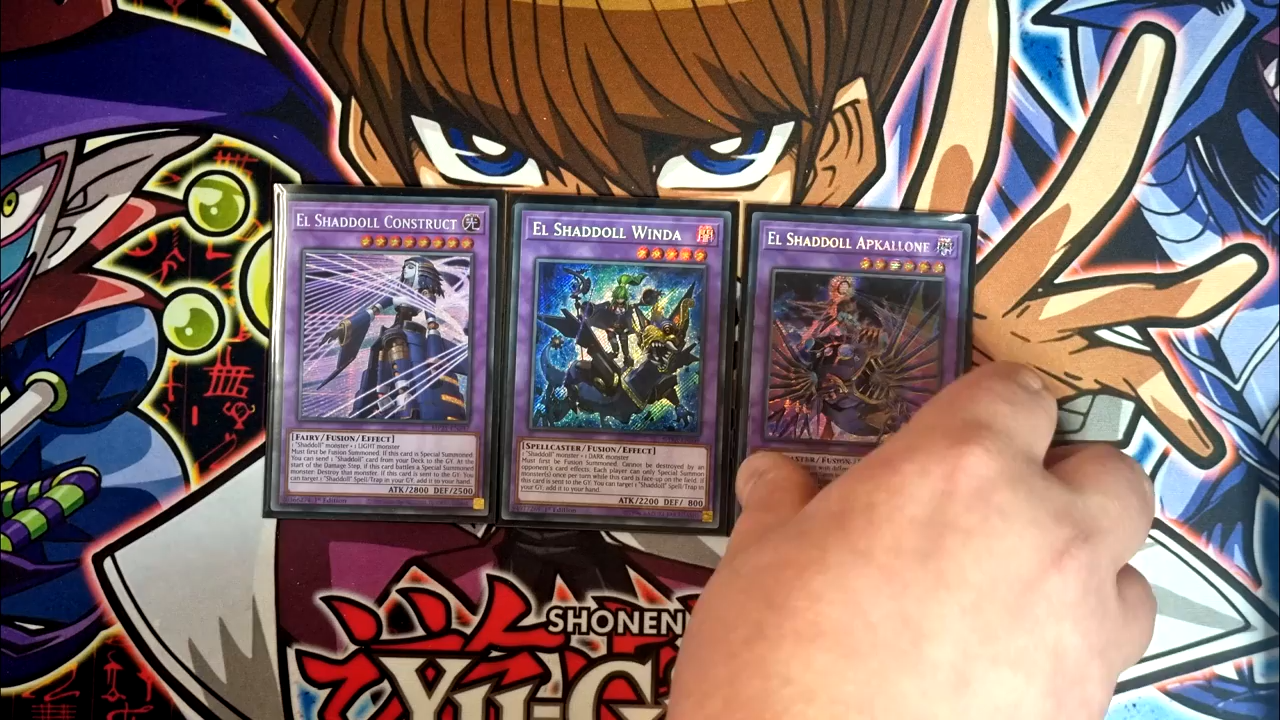 EL SHADDOLL CONSTRUCT
[FAIRY/FUSION/EFFECT]
1 "Shaddoll" monster + 1 LIGHT monster
Must first be Fusion Summoned. If this card is Special Summoned:
You can send 1 "Shaddoll" card from your Deck to the GY. At the
start of the Damage Step, if this card battles a Special Summoned
monster: Destroy that monster. If this card is sent to the GY: You
can target 1 "Shaddoll" Spell/Trap in your GY; add it to your hand.
ATK/2800 DEF/2500
1st Edition
EL SHADDOLL WINDA
[SPELLCASTER/FUSION/EFFECT]
"Shaddoll" monster + 1 DARK monster
Must first be Fusion Summoned. Cannot be destroyed by an
opponent's card effects. Each player can only Special Summon
monster(s) once per turn while this card is face-up on the field. If
this card is sent to the GY: You can target 1 "Shaddoll" Spell/Trap in
your GY; add it to your hand.
ATK/2200 DEF/ 800
1st Edition
EL SHADDOLL APKALLONE
SHONEN
YU-G